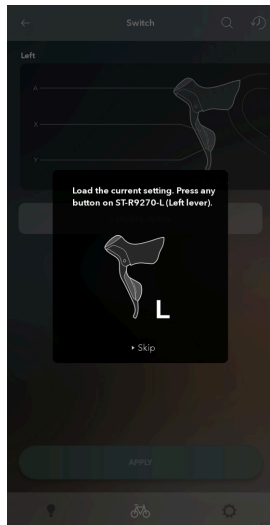 Switch
Left
A
X
Y
Load the current setting. Press any
button on ST-R9270-L (Left lever).
L
Skip
APPLY